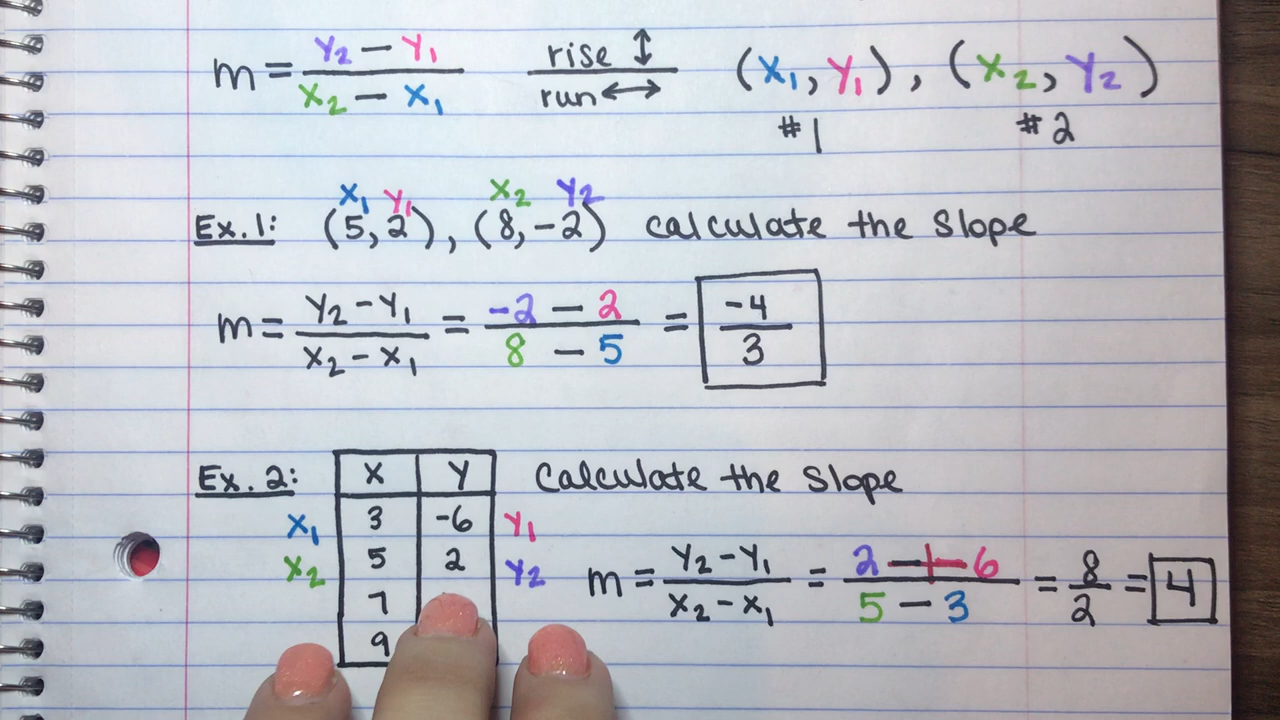 m = Y2 − Y1 / X2 − X1 rise ↕ / run ↔ (X1, Y1), (X2, Y2)
#1 #2
X1 Y1 X2 Y2
Ex. 1: (5, 2), (8, -2) calculate the slope
m = Y2 − Y1 / X2 − X1 = -2 − 2 / 8 − 5 = -4 / 3
Ex. 2: X Y Calculate the slope
X1 3 -6 Y1
X2 5 2 Y2
m = Y2 − Y1 / X2 − X1 = 2 −|− 6 / 5 − 3 = 8 / 2 = 4
7
9